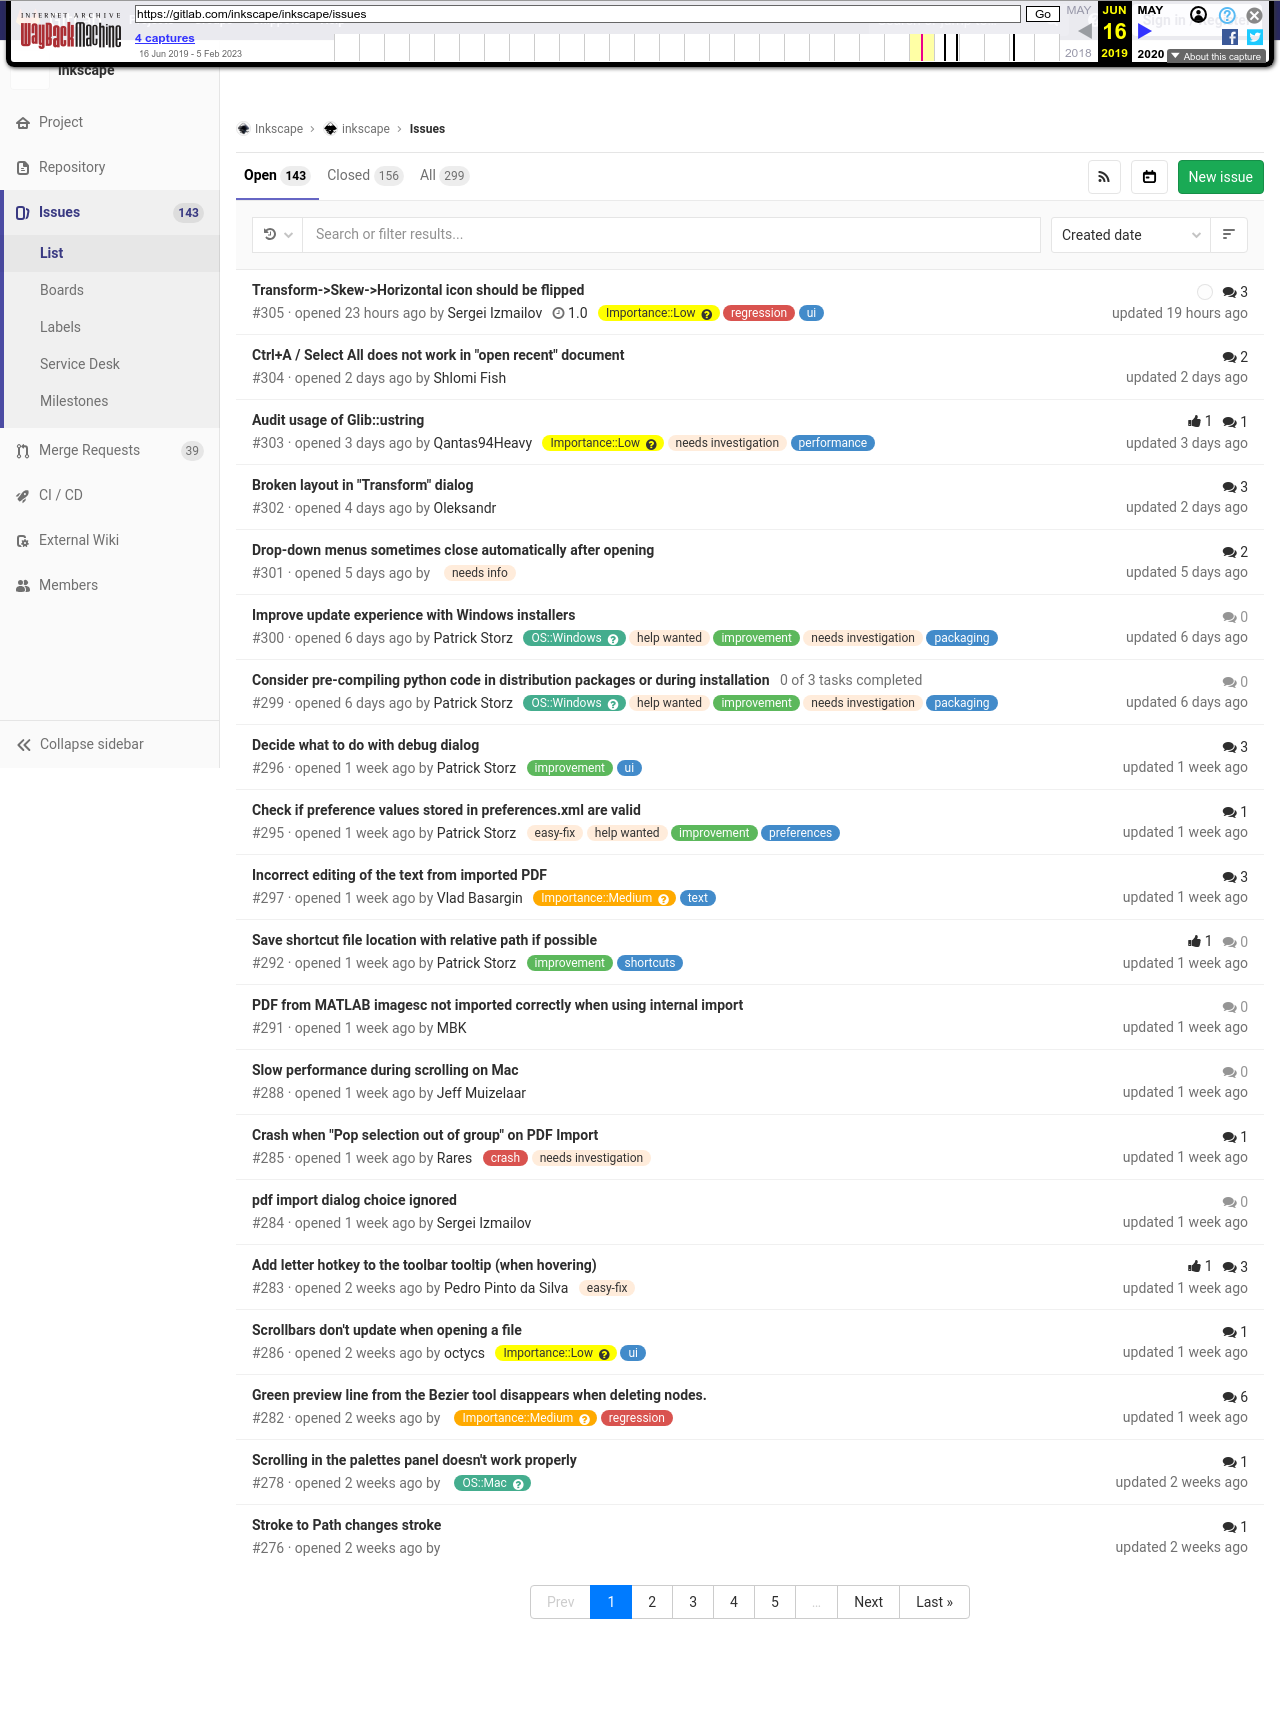 INTERNET ARCHIVE
WayBackMachine
https://gitlab.com/inkscape/inkscape/issues
Go
4 captures
16 Jun 2019 - 5 Feb 2023
MAY JUN MAY
16
2018 2019 2020
About this capture
Inkscape
Project
Repository
Issues 143
List
Boards
Labels
Service Desk
Milestones
Merge Requests 39
CI / CD
External Wiki
Members
Collapse sidebar
Inkscape > inkscape > Issues
Open 143 Closed 156 All 299
New issue
Search or filter results...
Created date
Transform->Skew->Horizontal icon should be flipped 3
#305 · opened 23 hours ago by Sergei Izmailov 1.0 Importance::Low regression ui updated 19 hours ago
Ctrl+A / Select All does not work in "open recent" document 2
#304 · opened 2 days ago by Shlomi Fish updated 2 days ago
Audit usage of Glib::ustring 1 1
#303 · opened 3 days ago by Qantas94Heavy Importance::Low needs investigation performance updated 3 days ago
Broken layout in "Transform" dialog 3
#302 · opened 4 days ago by Oleksandr updated 2 days ago
Drop-down menus sometimes close automatically after opening 2
#301 · opened 5 days ago by needs info updated 5 days ago
Improve update experience with Windows installers 0
#300 · opened 6 days ago by Patrick Storz OS::Windows help wanted improvement needs investigation packaging updated 6 days ago
Consider pre-compiling python code in distribution packages or during installation 0 of 3 tasks completed 0
#299 · opened 6 days ago by Patrick Storz OS::Windows help wanted improvement needs investigation packaging updated 6 days ago
Decide what to do with debug dialog 3
#296 · opened 1 week ago by Patrick Storz improvement ui updated 1 week ago
Check if preference values stored in preferences.xml are valid 1
#295 · opened 1 week ago by Patrick Storz easy-fix help wanted improvement preferences updated 1 week ago
Incorrect editing of the text from imported PDF 3
#297 · opened 1 week ago by Vlad Basargin Importance::Medium text updated 1 week ago
Save shortcut file location with relative path if possible 1 0
#292 · opened 1 week ago by Patrick Storz improvement shortcuts updated 1 week ago
PDF from MATLAB imagesc not imported correctly when using internal import 0
#291 · opened 1 week ago by MBK updated 1 week ago
Slow performance during scrolling on Mac 0
#288 · opened 1 week ago by Jeff Muizelaar updated 1 week ago
Crash when "Pop selection out of group" on PDF Import 1
#285 · opened 1 week ago by Rares crash needs investigation updated 1 week ago
pdf import dialog choice ignored 0
#284 · opened 1 week ago by Sergei Izmailov updated 1 week ago
Add letter hotkey to the toolbar tooltip (when hovering) 1 3
#283 · opened 2 weeks ago by Pedro Pinto da Silva easy-fix updated 1 week ago
Scrollbars don't update when opening a file 1
#286 · opened 2 weeks ago by octycs Importance::Low ui updated 1 week ago
Green preview line from the Bezier tool disappears when deleting nodes. 6
#282 · opened 2 weeks ago by Importance::Medium regression updated 1 week ago
Scrolling in the palettes panel doesn't work properly 1
#278 · opened 2 weeks ago by OS::Mac updated 2 weeks ago
Stroke to Path changes stroke 1
#276 · opened 2 weeks ago by updated 2 weeks ago
Prev 1 2 3 4 5 ... Next Last »